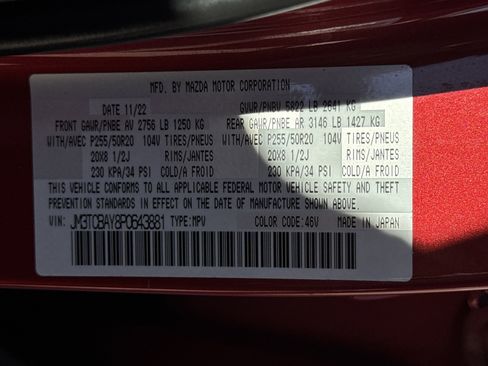 MFD. BY MAZDA MOTOR CORPORATION
DATE 11/22 GVWR/PNBV 5822 LB 2641 KG
FRONT GAWR/PNBE AV 2756 LB 1250 KG REAR GAWR/PNBE AR 3146 LB 1427 KG
WITH/AVEC P255/50R20 104V TIRES/PNEUS WITH/AVEC P255/50R20 104V TIRES/PNEUS
20X8 1/2J RIMS/JANTES 20X8 1/2J RIMS/JANTES
230 KPA/34 PSI COLD/A FROID 230 KPA/34 PSI COLD/A FROID
THIS VEHICLE CONFORMS TO ALL APPLICABLE FEDERAL MOTOR VEHICLE SAFETY AND THEFT
PREVENTION STANDARDS IN EFFECT ON THE DATE OF MANUFACTURE SHOWN ABOVE.
VIN: JM3TCBAY8P0643881 TYPE:MPV COLOR CODE:46V MADE IN JAPAN